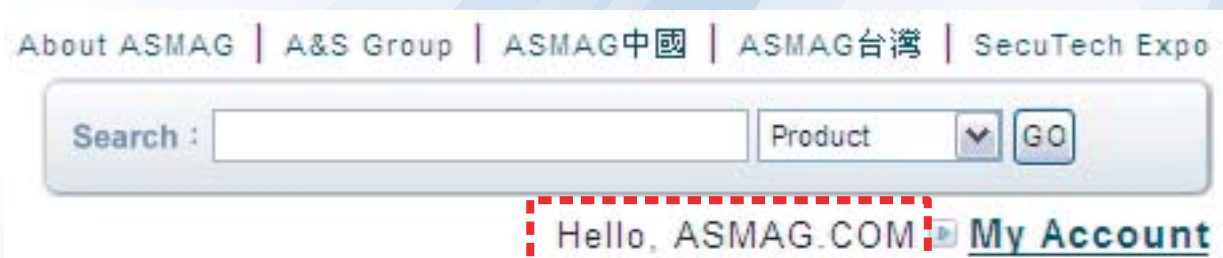 About ASMAG | A&S Group | ASMAG中國 | ASMAG台灣 | SecuTech Expo
Search : Product GO
Hello, ASMAG.COM My Account